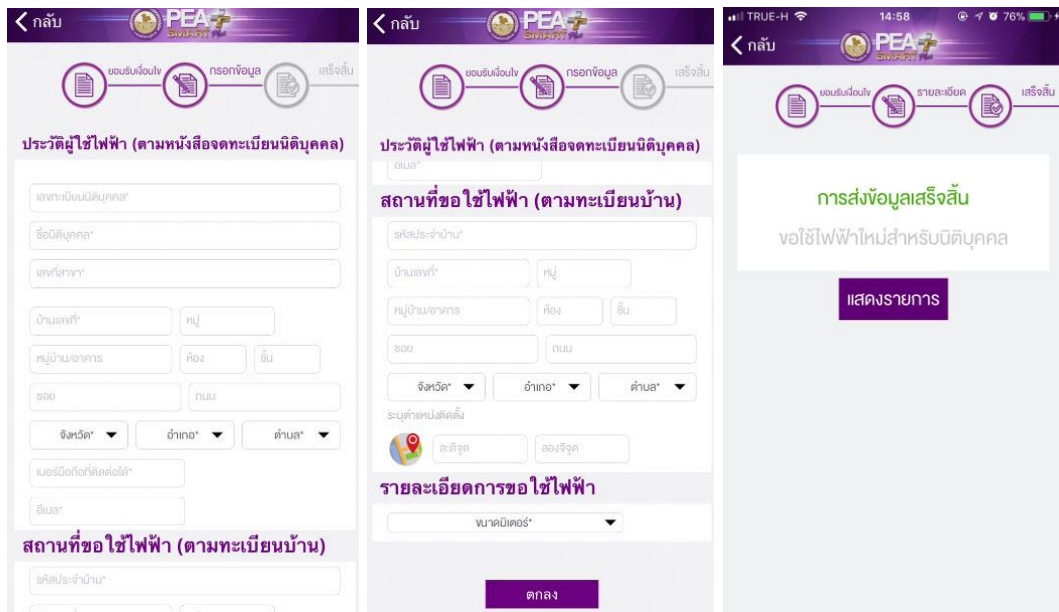 กลับ
PEA
SMART Plus
ยอมรับเงื่อนไข
กรอกข้อมูล
เสร็จสิ้น
ประวัติผู้ใช้ไฟฟ้า (ตามหนังสือจดทะเบียนนิติบุคคล)
เลขทะเบียนนิติบุคคล*
ชื่อนิติบุคคล*
เลขที่สาขา*
บ้านเลขที่* หมู่
หมู่บ้าน/อาคาร ห้อง ชั้น
ซอย ถนน
จังหวัด* อำเภอ* ตำบล*
เบอร์มือถือที่ติดต่อได้*
อีเมล*
สถานที่ขอใช้ไฟฟ้า (ตามทะเบียนบ้าน)
รหัสประจำบ้าน*
กลับ
PEA
SMART Plus
ยอมรับเงื่อนไข
กรอกข้อมูล
เสร็จสิ้น
ประวัติผู้ใช้ไฟฟ้า (ตามหนังสือจดทะเบียนนิติบุคคล)
อีเมล*
สถานที่ขอใช้ไฟฟ้า (ตามทะเบียนบ้าน)
รหัสประจำบ้าน*
บ้านเลขที่* หมู่
หมู่บ้าน/อาคาร ห้อง ชั้น
ซอย ถนน
จังหวัด* อำเภอ* ตำบล*
ระบุตำแหน่งติดตั้ง
ละติจูด ลองจิจูด
รายละเอียดการขอใช้ไฟฟ้า
ขนาดมิเตอร์*
ตกลง
TRUE-H 14:58 76%
กลับ
PEA
SMART Plus
ยอมรับเงื่อนไข
รายละเอียด
เสร็จสิ้น
การส่งข้อมูลเสร็จสิ้น
ขอใช้ไฟฟ้าใหม่สำหรับนิติบุคคล
แสดงรายการ